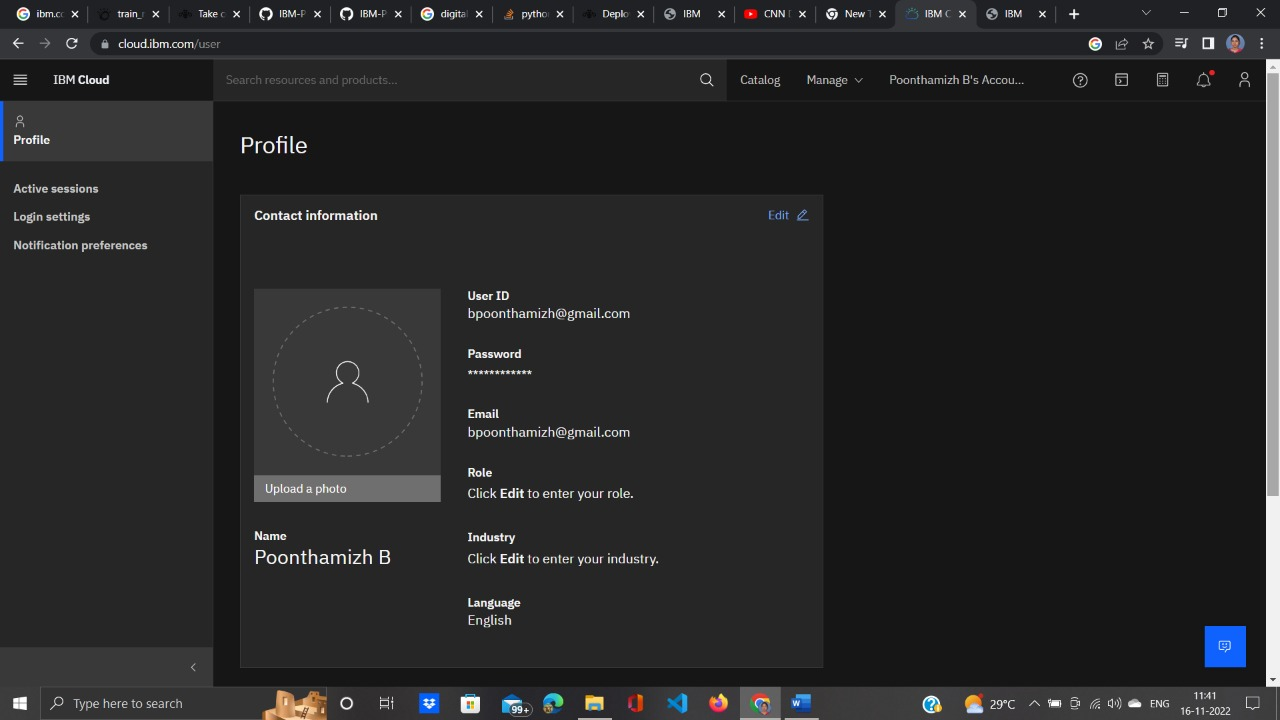 ibm.co
train_
Take c
IBM-P
IBM-P
digital
python
Deplo
IBM
CNN
New T
IBM C
IBM
cloud.ibm.com/user
IBM Cloud
Search resources and products...
Catalog
Manage
Poonthamizh B's Accou...
Profile
Active sessions
Login settings
Notification preferences
Profile
Contact information
Edit
User ID
bpoonthamizh@gmail.com
Password
************
Email
bpoonthamizh@gmail.com
Role
Click Edit to enter your role.
Upload a photo
Name
Poonthamizh B
Industry
Click Edit to enter your industry.
Language
English
Type here to search
99+
29°C
ENG
11:41
16-11-2022